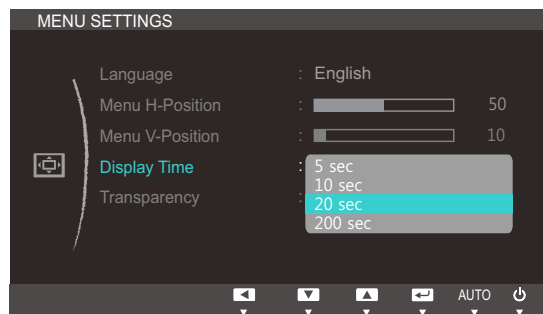 MENU SETTINGS
Language : English
Menu H-Position : 50
Menu V-Position : 10
Display Time : 5 sec
10 sec
20 sec
Transparency : 200 sec
AUTO